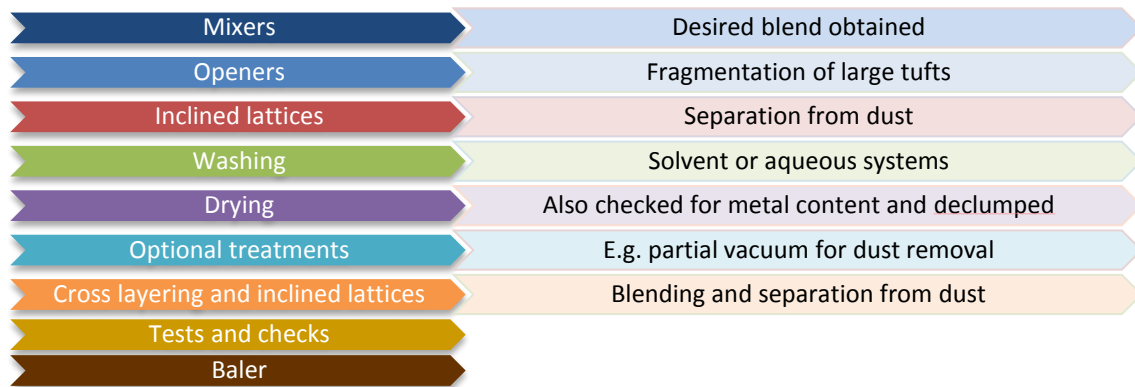 Mixers
Desired blend obtained
Openers
Fragmentation of large tufts
Inclined lattices
Separation from dust
Washing
Solvent or aqueous systems
Drying
Also checked for metal content and declumped
Optional treatments
E.g. partial vacuum for dust removal
Cross layering and inclined lattices
Blending and separation from dust
Tests and checks
Baler